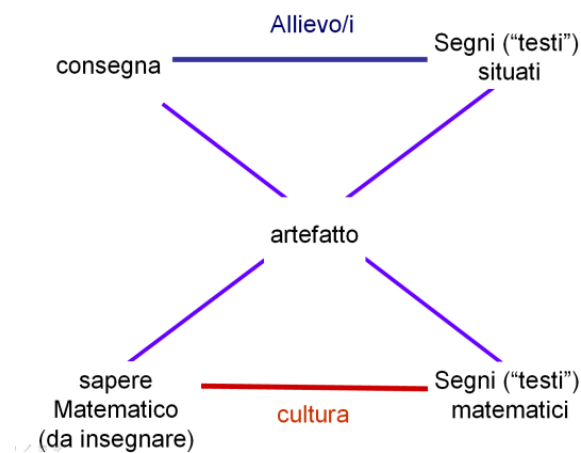 Allievo/i
consegna
Segni ("testi")
situati
artefatto
sapere
Matematico
(da insegnare)
cultura
Segni ("testi")
matematici